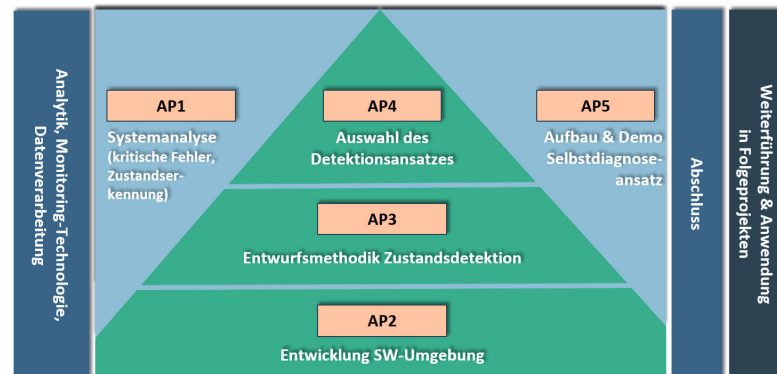 Analytik, Monitoring-Technologie,
Datenverarbeitung
AP1
Systemanalyse
(kritische Fehler,
Zustandser-
kennung)
AP4
Auswahl des
Detektionsansatzes
AP5
Aufbau & Demo
Selbstdiagnose-
ansatz
AP3
Entwurfsmethodik Zustandsdetektion
AP2
Entwicklung SW-Umgebung
Abschluss
Weiterführung & Anwendung
in Folgeprojekten